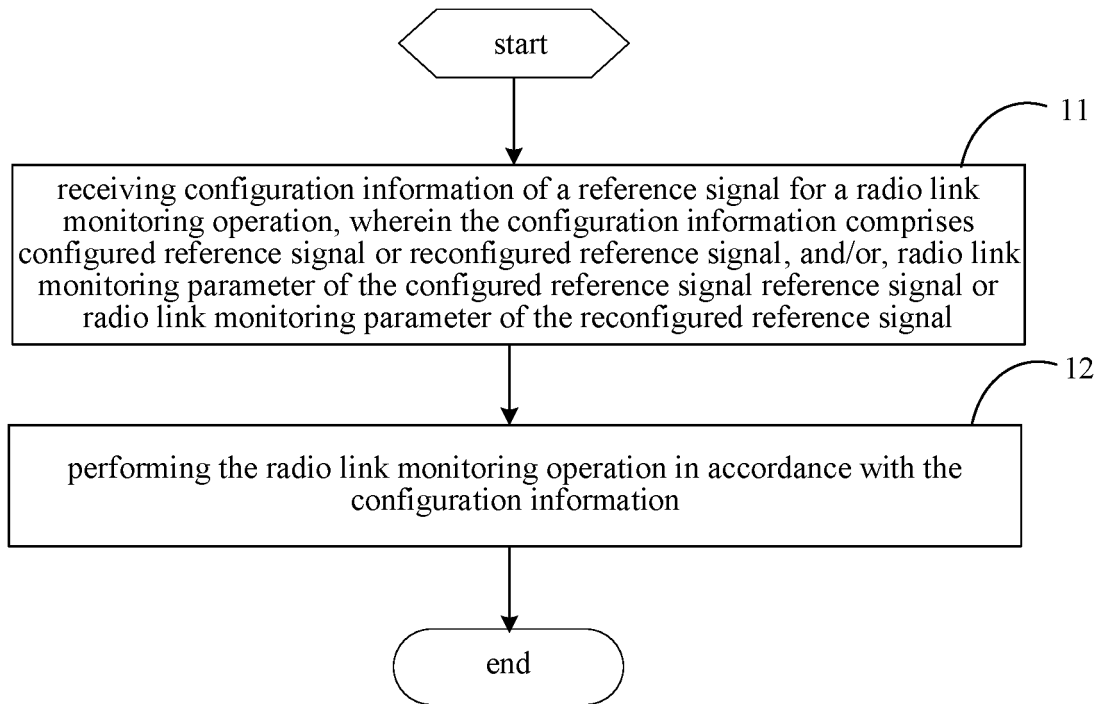 start
11
receiving configuration information of a reference signal for a radio link
monitoring operation, wherein the configuration information comprises
configured reference signal or reconfigured reference signal, and/or, radio link
monitoring parameter of the configured reference signal reference signal or
radio link monitoring parameter of the reconfigured reference signal
12
performing the radio link monitoring operation in accordance with the
configuration information
end